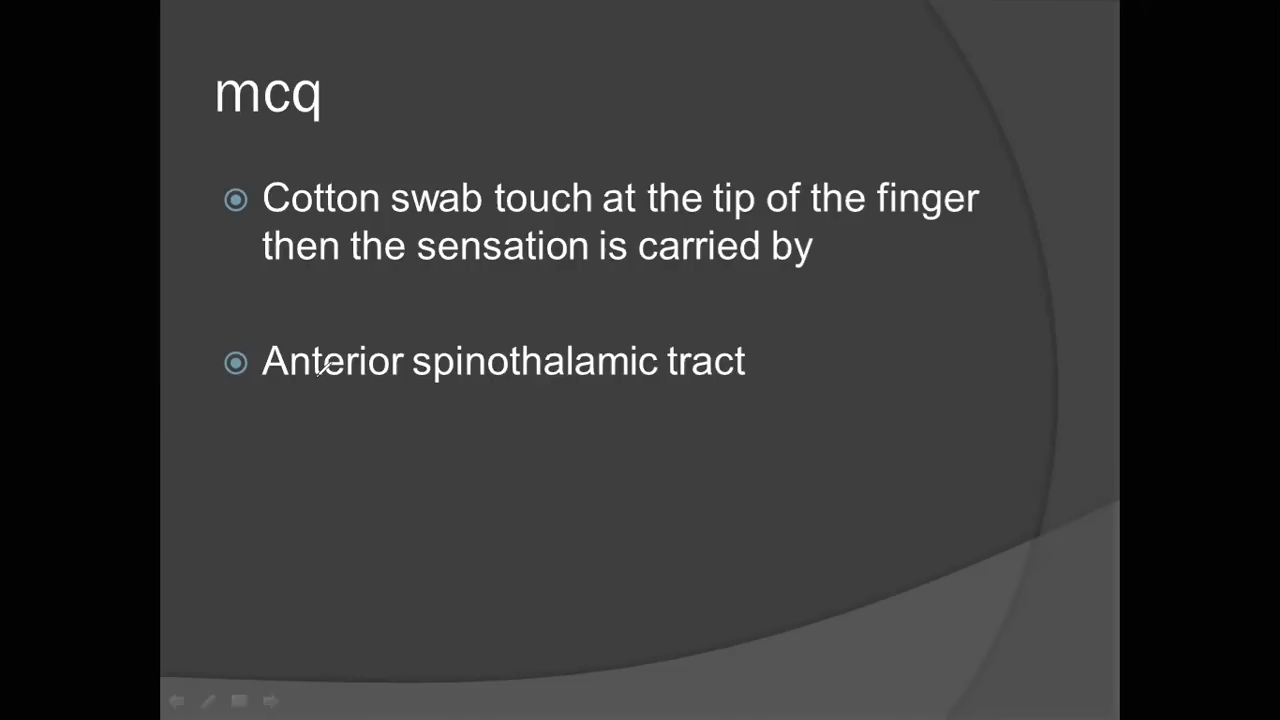 mcq
Cotton swab touch at the tip of the finger
then the sensation is carried by
Anterior spinothalamic tract